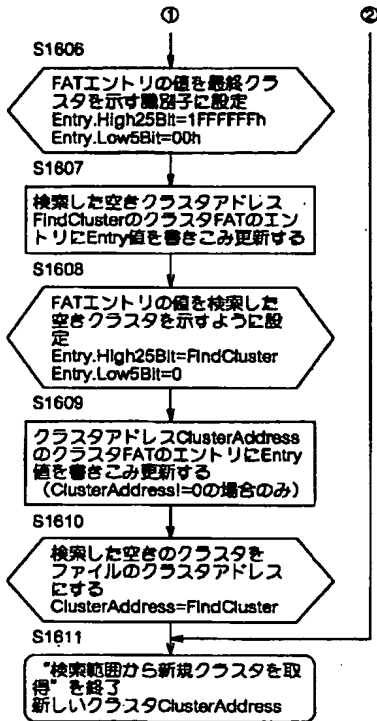 ① ②
S1606
FATエントリの値を最終クラ
スタを示す識別子に設定
Entry.High25Bit=1FFFFFFh
Entry.Low5Bit=00h
S1607
検索した空きクラスタアドレス
FindClusterのクラスタFATのエン
トリにEntry値を書きこみ更新する
S1608
FATエントリの値を検索した
空きクラスタを示すように設
定
Entry.High25Bit=FindCluster
Entry.Low5Bit=0
S1609
クラスタアドレスClusterAddress
のクラスタFATのエントリにEntry
値を書きこみ更新する
（ClusterAddress!=0の場合のみ）
S1610
検索した空きのクラスタを
ファイルのクラスタアドレス
にする
ClusterAddress=FindCluster
S1611
“検索範囲から新規クラスタを取
得”を終了
新しいクラスタClusterAddress